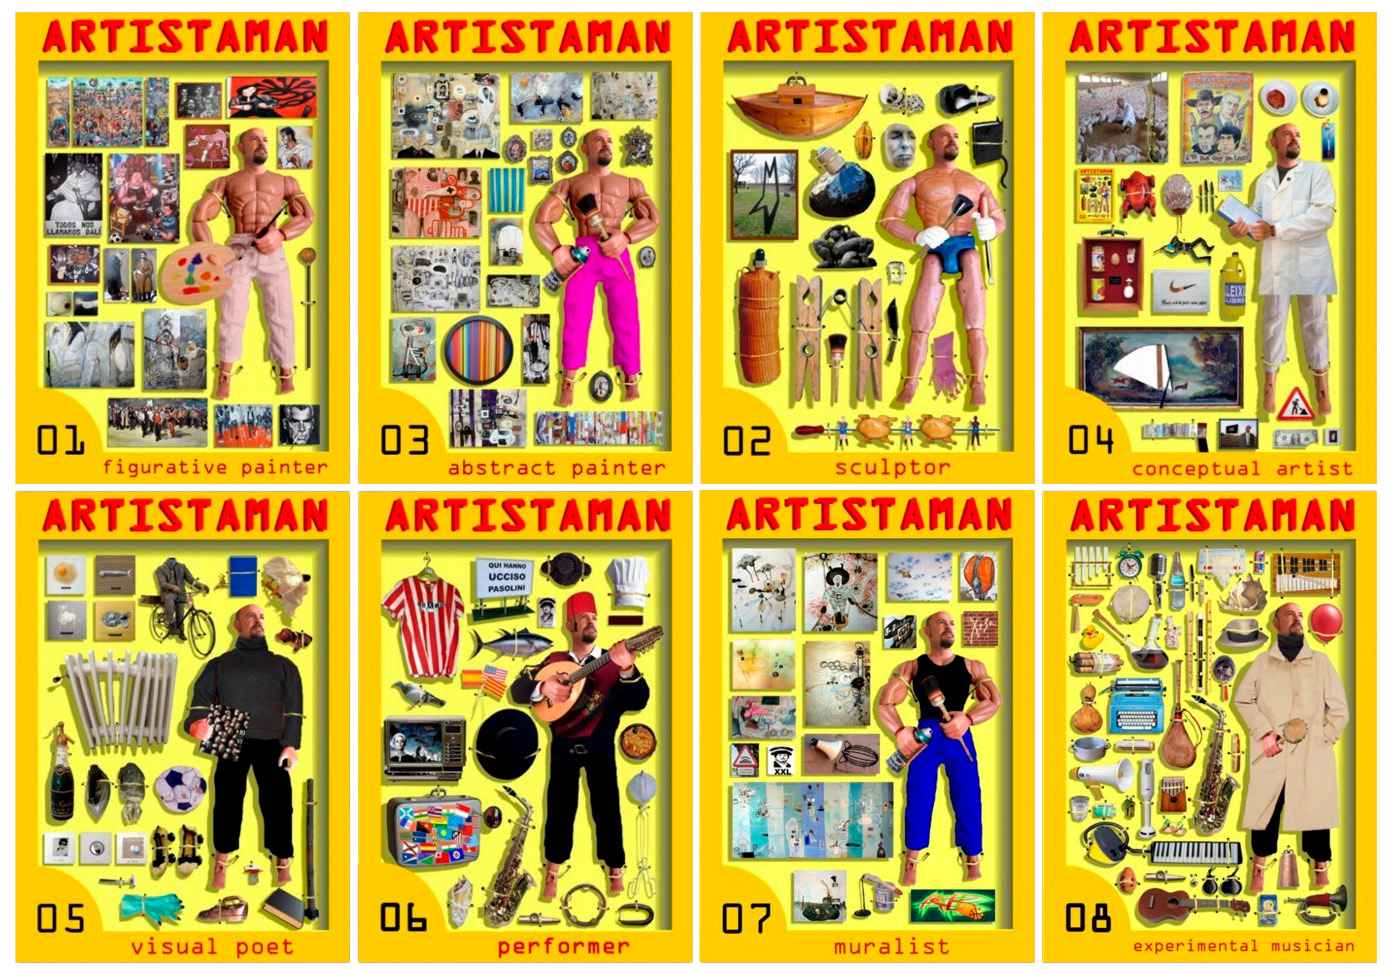 ARTISTAMAN
TODOS NOS
LLAMAMOS DALÍ
01
figurative painter
ARTISTAMAN
03
abstract painter
ARTISTAMAN
02
sculptor
ARTISTAMAN
ARTISTAMAN
04
conceptual artist
ARTISTAMAN
05
visual poet
ARTISTAMAN
QUI HANNO
UCCISO
PASOLINI
06
performer
ARTISTAMAN
XXL
07
muralist
ARTISTAMAN
08
experimental musician